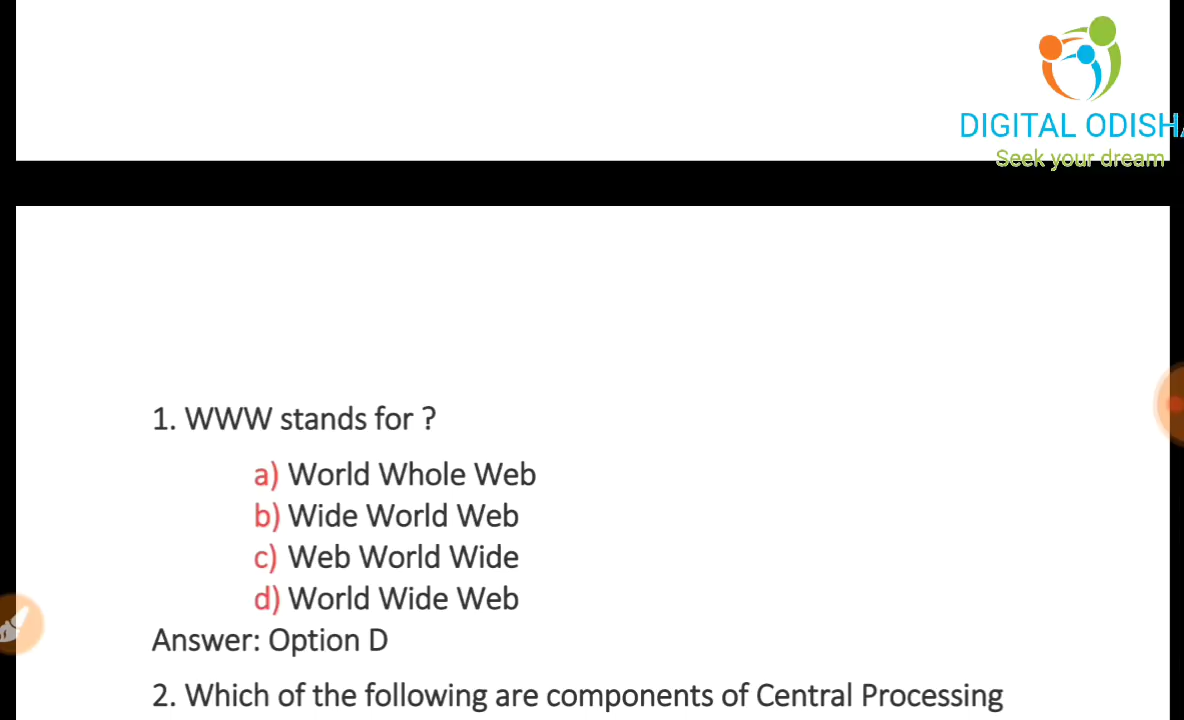 DIGITAL ODISHA
Seek your dream
1. WWW stands for ?
a) World Whole Web
b) Wide World Web
c) Web World Wide
d) World Wide Web
Answer: Option D
2. Which of the following are components of Central Processing